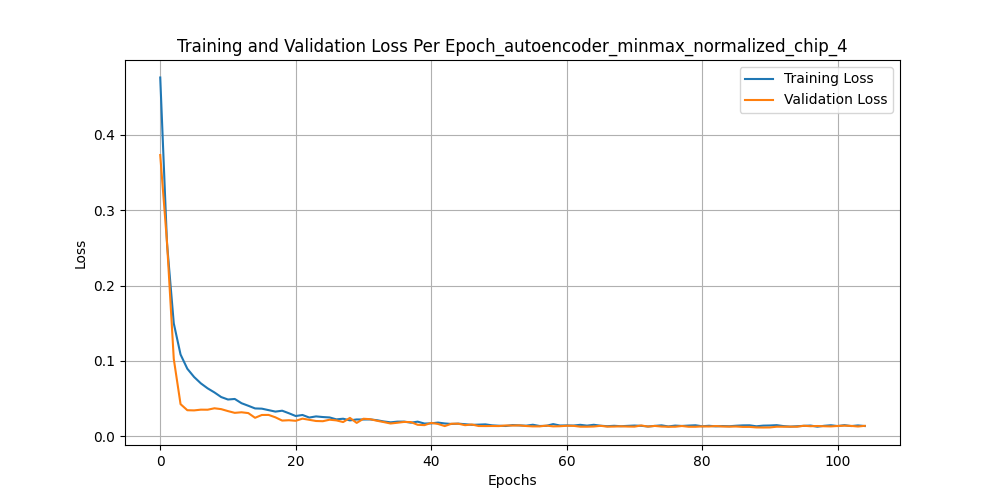 Training and Validation Loss Per Epoch_autoencoder_minmax_normalized_chip_4
Training Loss
Validation Loss
0.4
0.3
0.2
0.1
0.0
Loss
0
20
40
60
80
100
Epochs